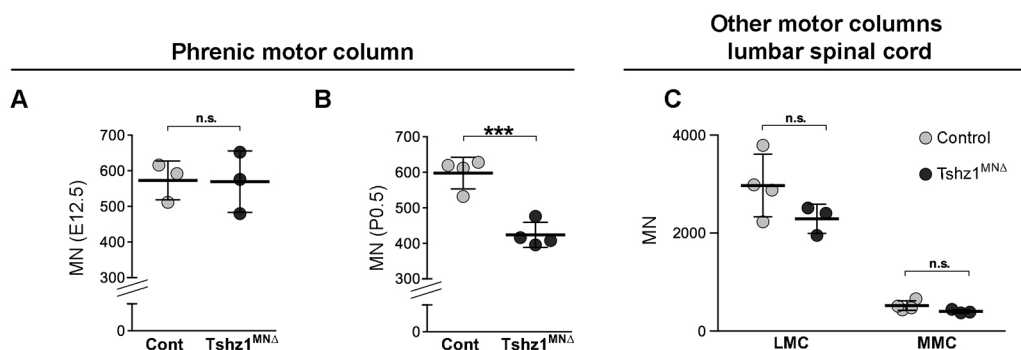 Phrenic motor column
Other motor columns
lumbar spinal cord
A
n.s.
MN (E12.5)
700
600
500
400
300
0
Cont
Tshz1MNΔ
B
***
MN (P0.5)
700
600
500
400
300
0
Cont
Tshz1MNΔ
C
n.s.
Control
Tshz1MNΔ
MN
4000
2000
0
n.s.
LMC
MMC